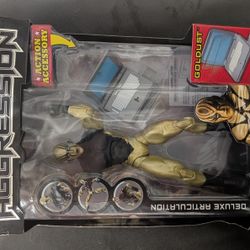 AGGRESSION
ACTION
ACCESSORY
GOLDUST
DELUXE ARTICULATION